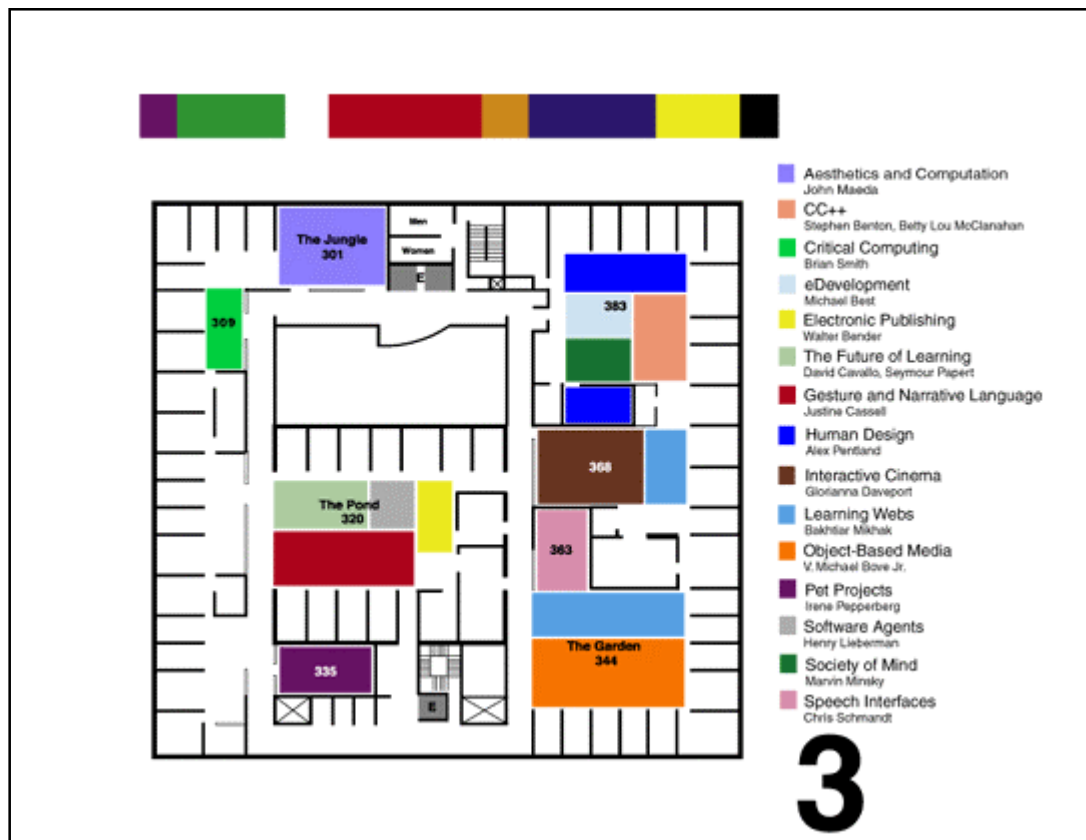 Men
The Jungle
301
Women
E
309
383
368
The Pond
320
363
The Garden
344
335
E
Aesthetics and Computation
John Maeda
CC++
Stephen Benton, Betty Lou McClanahan
Critical Computing
Brian Smith
eDevelopment
Michael Best
Electronic Publishing
Walter Bender
The Future of Learning
David Cavallo, Seymour Papert
Gesture and Narrative Language
Justine Cassell
Human Design
Alex Pentland
Interactive Cinema
Glorianna Daveport
Learning Webs
Bakhtiar Mikhak
Object-Based Media
V. Michael Bove Jr.
Pet Projects
Irene Pepperberg
Software Agents
Henry Lieberman
Society of Mind
Marvin Minsky
Speech Interfaces
Chris Schmandt
3